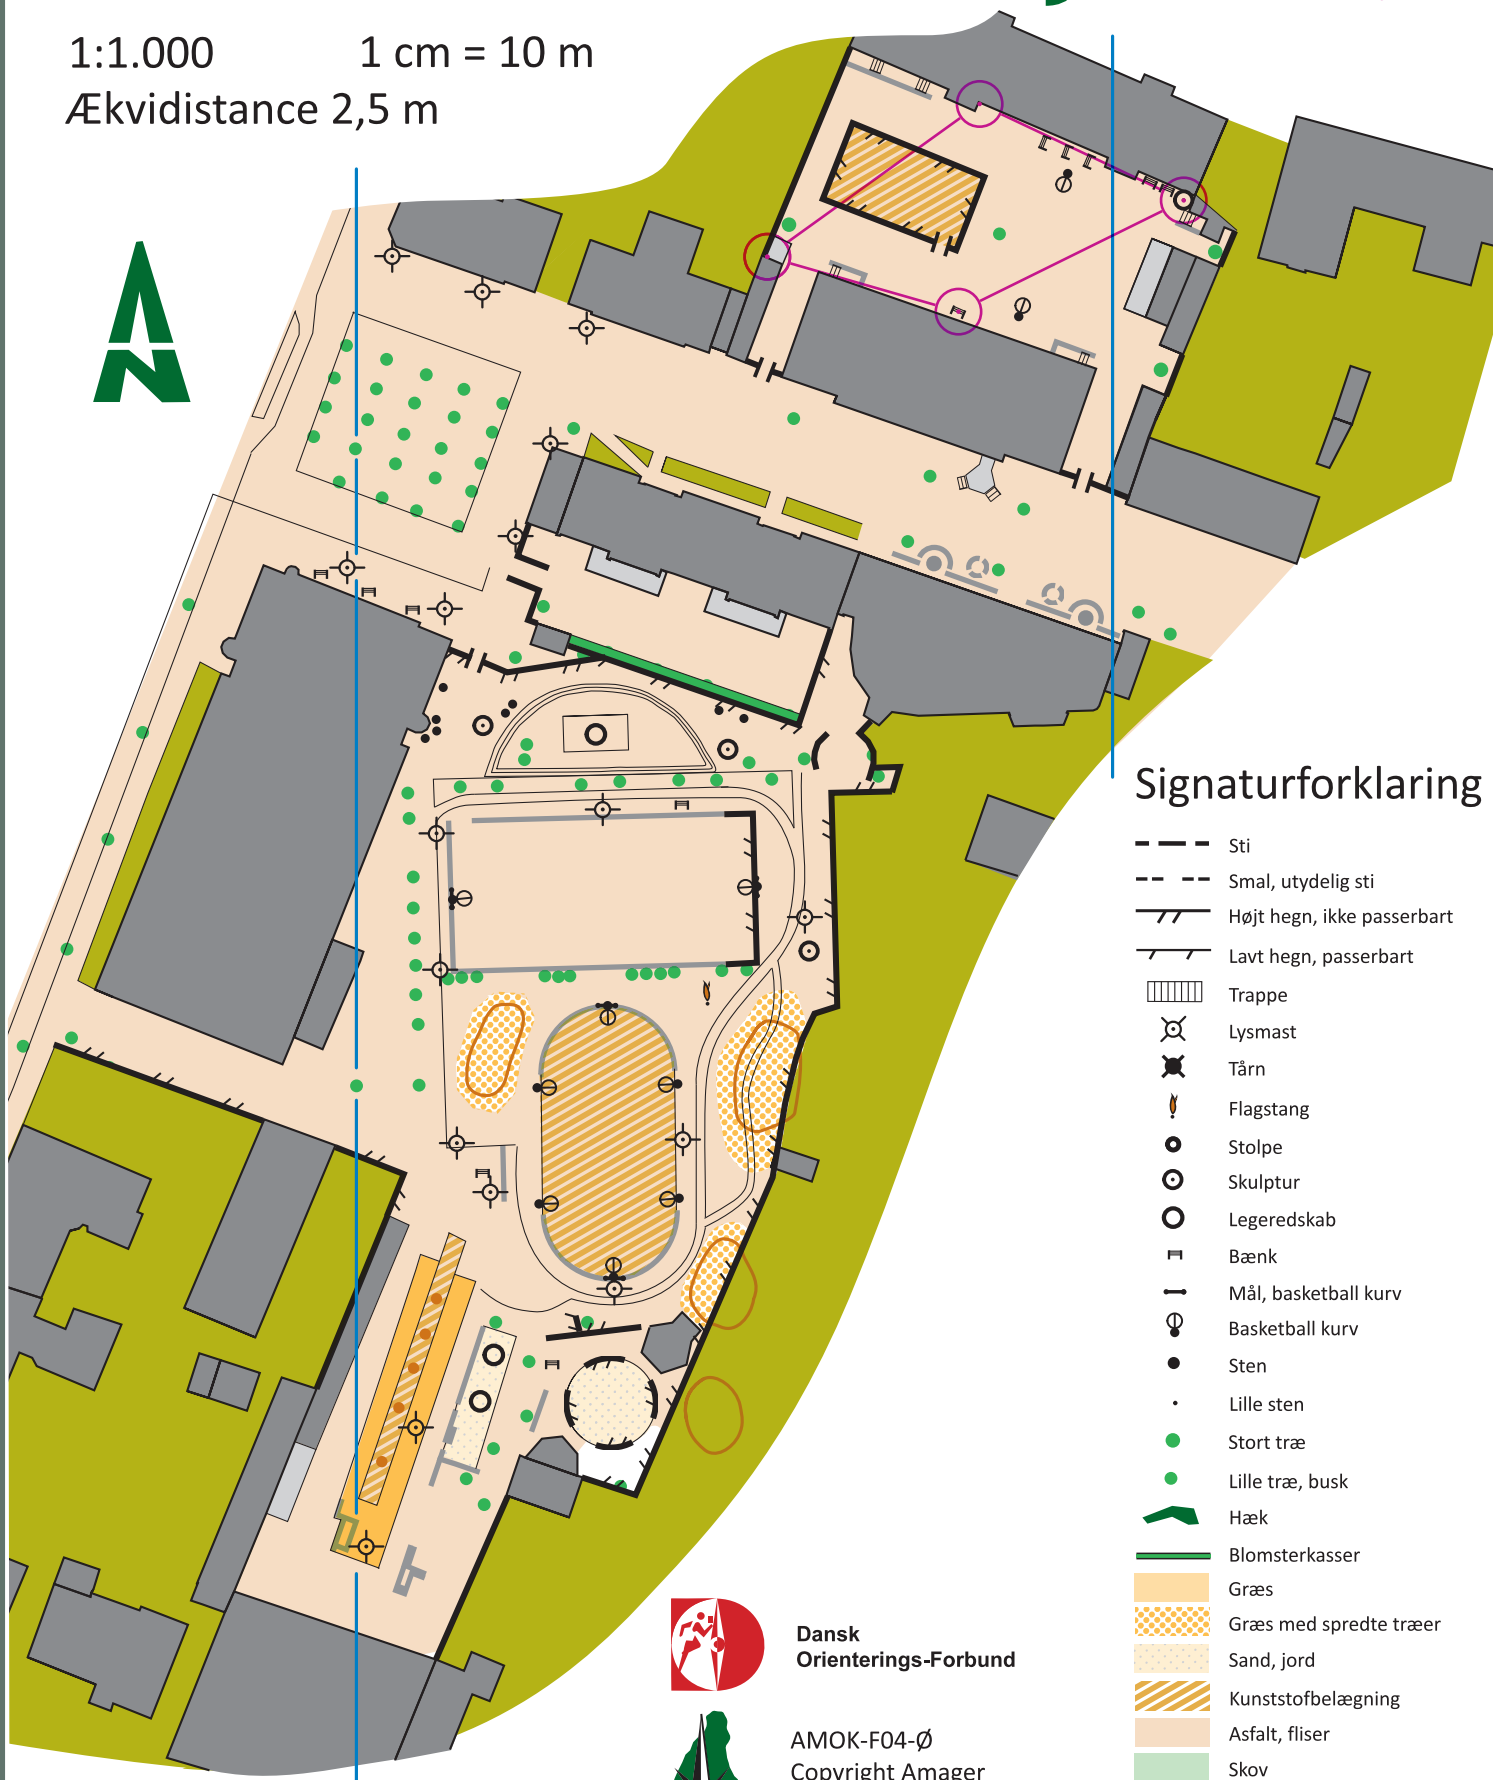 1:1.000 1 cm = 10 m
Ækvidistance 2,5 m
N
Signaturforklaring
Sti
Smal, utydelig sti
Højt hegn, ikke passerbart
Lavt hegn, passerbart
Trappe
Lysmast
Tårn
Flagstang
Stolpe
Skulptur
Legeredskab
Bænk
Mål, basketball kurv
Basketball kurv
Sten
Lille sten
Stort træ
Lille træ, busk
Hæk
Blomsterkasser
Græs
Græs med spredte træer
Sand, jord
Kunststofbelægning
Asfalt, fliser
Skov
Dansk
Orienterings-Forbund
AMOK-F04-Ø
Copyright Amager